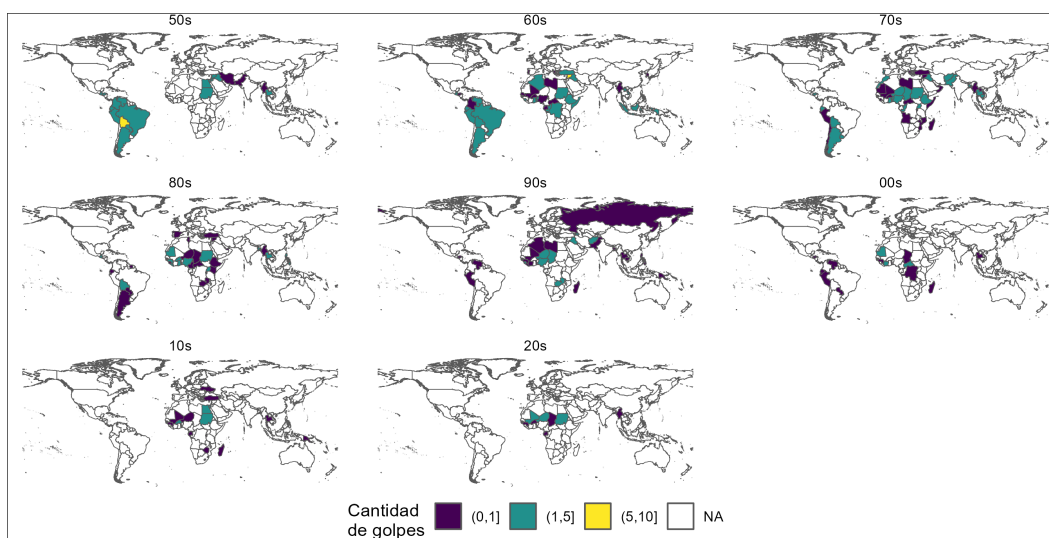 50s
60s
70s
80s
90s
00s
10s
20s
Cantidad
de golpes
(0,1]
(1,5]
(5,10]
NA